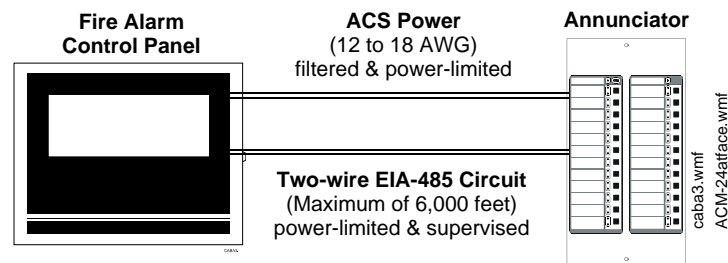 Fire Alarm
Control Panel
ACS Power
(12 to 18 AWG)
filtered & power-limited
Annunciator
Two-wire EIA-485 Circuit
(Maximum of 6,000 feet)
power-limited & supervised
caba3.wmf
ACM-24atface.wmf